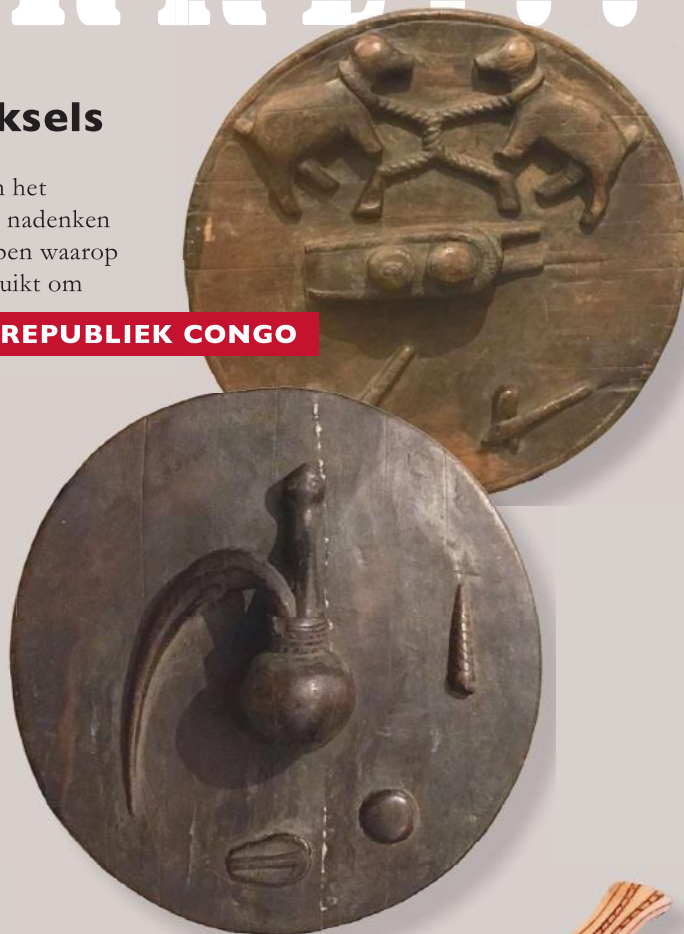 ksels
n het
nadenken
pen waarop
uikt om
REPUBLIEK CONGO